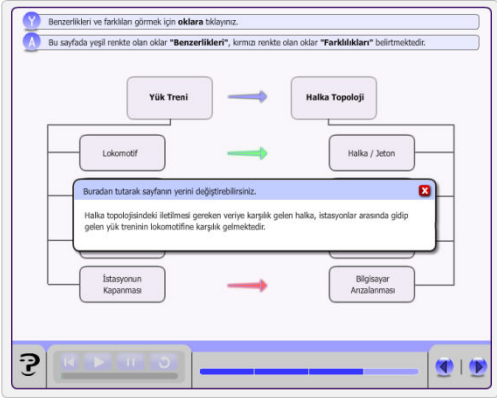 Y Benzerlikleri ve farklıları görmek için oklara tıklayınız.
A Bu sayfada yeşil renkte olan oklar "Benzerlikleri", kırmızı renkte olan oklar "Farklılıkları" belirtmektedir.
Yük Treni
Halka Topoloji
Lokomotif
Halka / Jeton
Buradan tutarak sayfanın yerini değiştirebilirsiniz.
X
Halka topolojisindeki iletilmesi gereken veriye karşılık gelen halka, istasyonlar arasında gidip
gelen yük treninin lokomotifine karşılık gelmektedir.
İstasyonun
Kapanması
Bilgisayar
Arızalanması
?